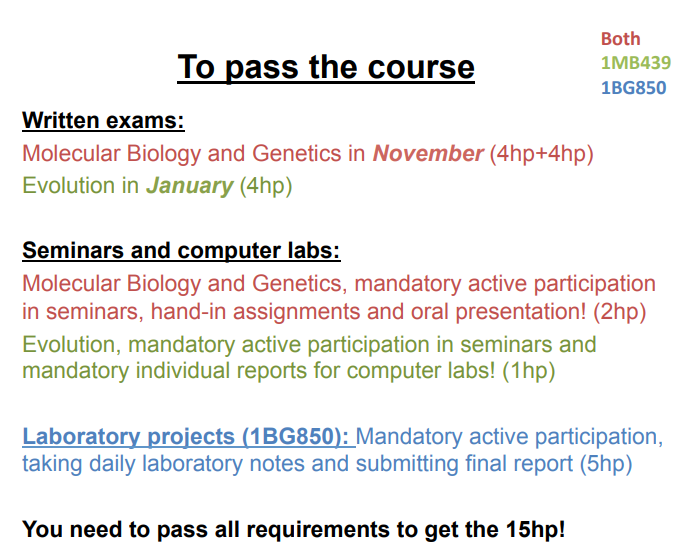 Both
1MB439
1BG850
To pass the course
Written exams:
Molecular Biology and Genetics in November (4hp+4hp)
Evolution in January (4hp)
Seminars and computer labs:
Molecular Biology and Genetics, mandatory active participation
in seminars, hand-in assignments and oral presentation! (2hp)
Evolution, mandatory active participation in seminars and
mandatory individual reports for computer labs! (1hp)
Laboratory projects (1BG850): Mandatory active participation,
taking daily laboratory notes and submitting final report (5hp)
You need to pass all requirements to get the 15hp!